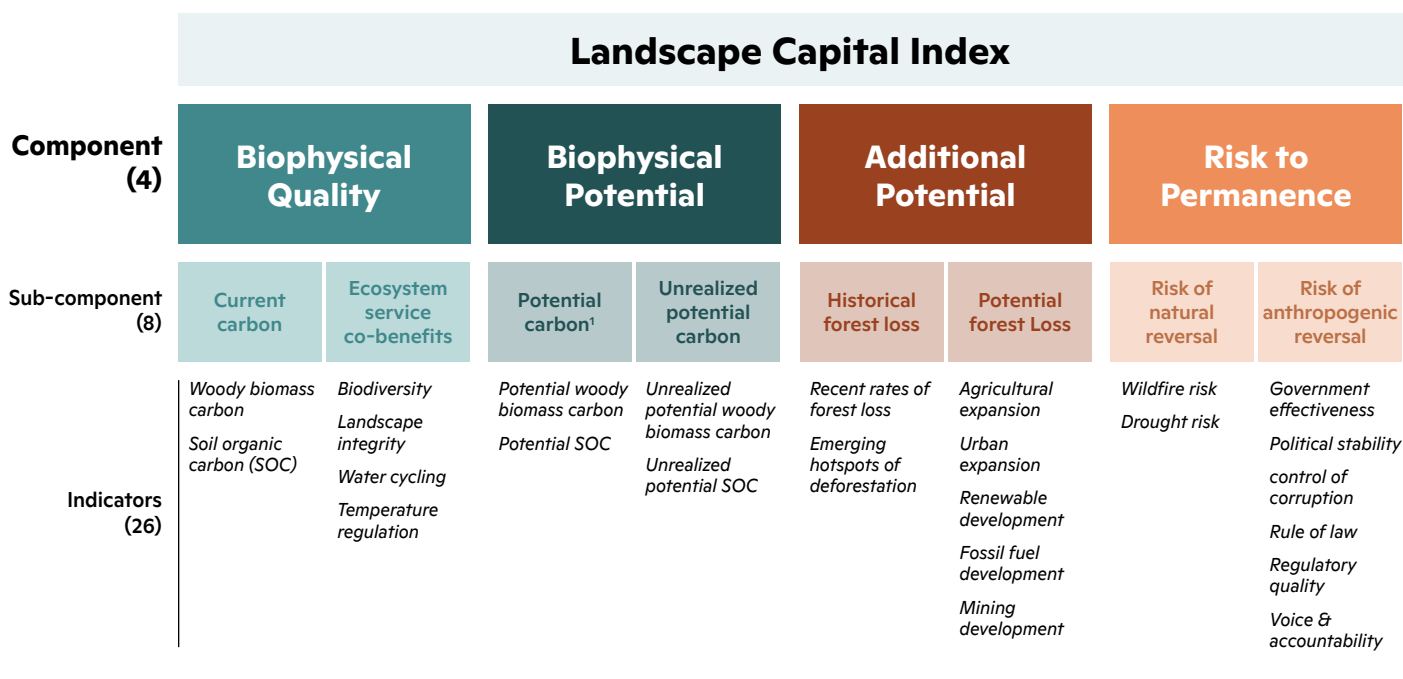 Landscape Capital Index
Component
(4)
Biophysical
Quality
Biophysical
Potential
Additional
Potential
Risk to
Permanence
Sub-component
(8)
Current
carbon
Ecosystem
service
co-benefits
Potential
carbon¹
Unrealized
potential
carbon
Historical
forest loss
Potential
forest Loss
Risk of
natural
reversal
Risk of
anthropogenic
reversal
Indicators
(26)
Woody biomass
carbon
Soil organic
carbon (SOC)
Biodiversity
Landscape
integrity
Water cycling
Temperature
regulation
Potential woody
biomass carbon
Potential SOC
Unrealized
potential woody
biomass carbon
Unrealized
potential SOC
Recent rates of
forest loss
Emerging
hotspots of
deforestation
Agricultural
expansion
Urban
expansion
Renewable
development
Fossil fuel
development
Mining
development
Wildfire risk
Drought risk
Government
effectiveness
Political stability
control of
corruption
Rule of law
Regulatory
quality
Voice &
accountability